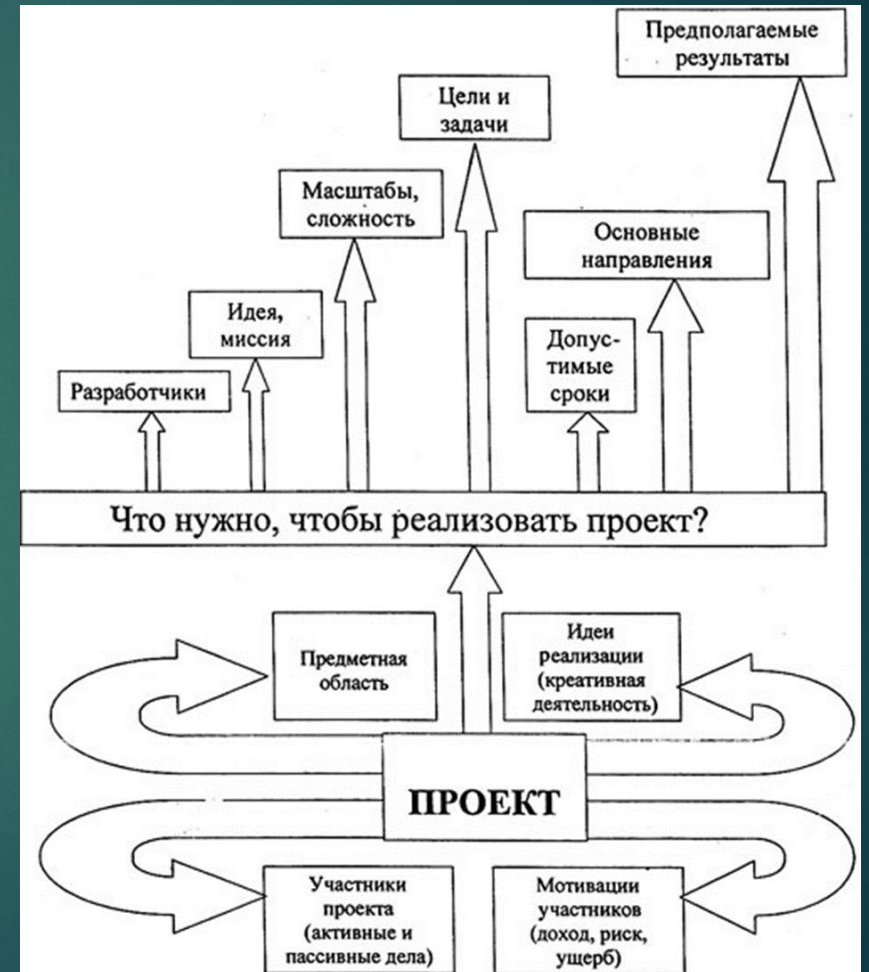 Предполагаемые
результаты
Цели и
задачи
Масштабы,
сложность
Основные
направления
Идея,
миссия
Допус-
тимые
сроки
Разработчики
Что нужно, чтобы реализовать проект?
Предметная
область
Идеи
реализации
(креативная
деятельность)
ПРОЕКТ
Участники
проекта
(активные и
пассивные дела)
Мотивации
участников
(доход, риск,
ущерб)